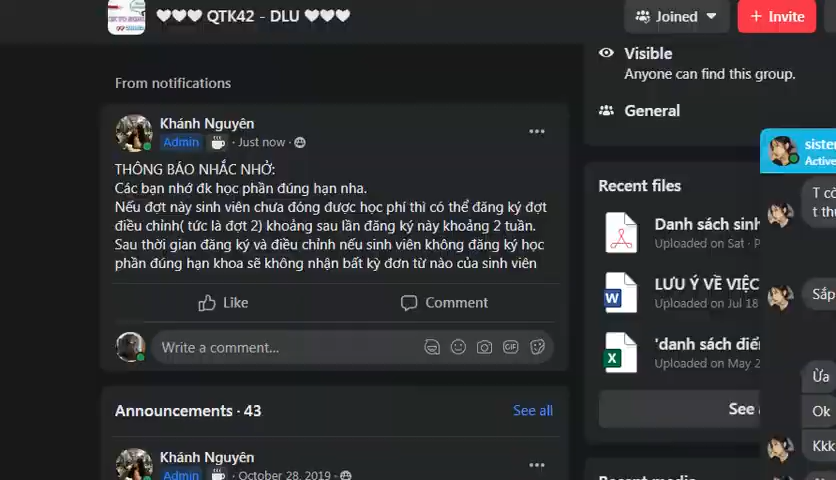 🤍🤍🤍 QTK42 - DLU 🤍🤍🤍
Joined
+ Invite
From notifications
Khánh Nguyên
Admin · Just now ·
THÔNG BÁO NHẮC NHỞ:
Các bạn nhớ đk học phần đúng hạn nha.
Nếu đợt này sinh viên chưa đóng được học phí thì có thể đăng ký đợt
điều chỉnh( tức là đợt 2) khoảng sau lần đăng ký này khoảng 2 tuần.
Sau thời gian đăng ký và điều chỉnh nếu sinh viên không đăng ký học
phần đúng hạn khoa sẽ không nhận bất kỳ đơn từ nào của sinh viên
Like
Comment
Write a comment...
GIF
Announcements · 43
See all
Khánh Nguyên
Admin · October 28, 2019 ·
Visible
Anyone can find this group.
General
Recent files
Danh sách sinh
Uploaded on Sat · P
W
LƯU Ý VỀ VIỆC
Uploaded on Jul 18
X
'danh sách điể
Uploaded on May 2
See
Recent media
sister
Active
T cò
t thu
Sắp
Ừa
Ok
Kkk